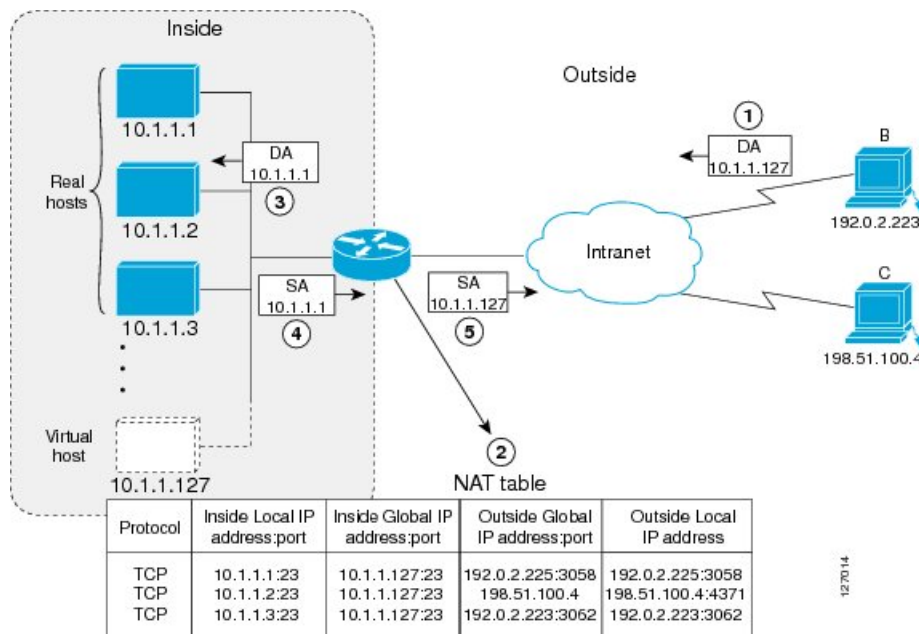 Inside
Outside
10.1.1.1
DA
10.1.1.1
3
1
DA
10.1.1.127
B
192.0.2.223
Real
hosts
10.1.1.2
Intranet
10.1.1.3
SA
10.1.1.1
4
SA
10.1.1.127
5
C
198.51.100.4
Virtual
host
10.1.1.127
2
NAT table
Protocol Inside Local IP address:port Inside Global IP address:port Outside Global IP address:port Outside Local IP address
TCP 10.1.1.1:23 10.1.1.127:23 192.0.2.225:3058 192.0.2.225:3058
TCP 10.1.1.2:23 10.1.1.127:23 198.51.100.4 198.51.100.4:4371
TCP 10.1.1.3:23 10.1.1.127:23 192.0.2.223:3062 192.0.2.223:3062
127014